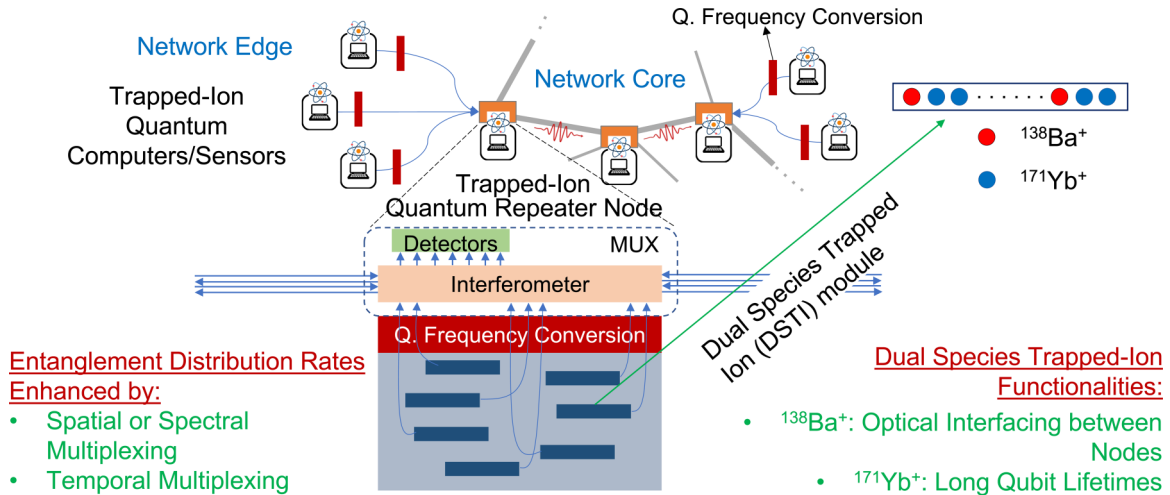 Q. Frequency Conversion
Network Edge
Network Core
Trapped-Ion
Quantum
Computers/Sensors
138Ba+
171Yb+
Trapped-Ion
Quantum Repeater Node
Detectors
MUX
Interferometer
Q. Frequency Conversion
Dual Species Trapped
Ion (DSTI) module
Entanglement Distribution Rates
Enhanced by:
• Spatial or Spectral
Multiplexing
• Temporal Multiplexing
Dual Species Trapped-Ion
Functionalities:
• 138Ba+: Optical Interfacing between
Nodes
• 171Yb+: Long Qubit Lifetimes